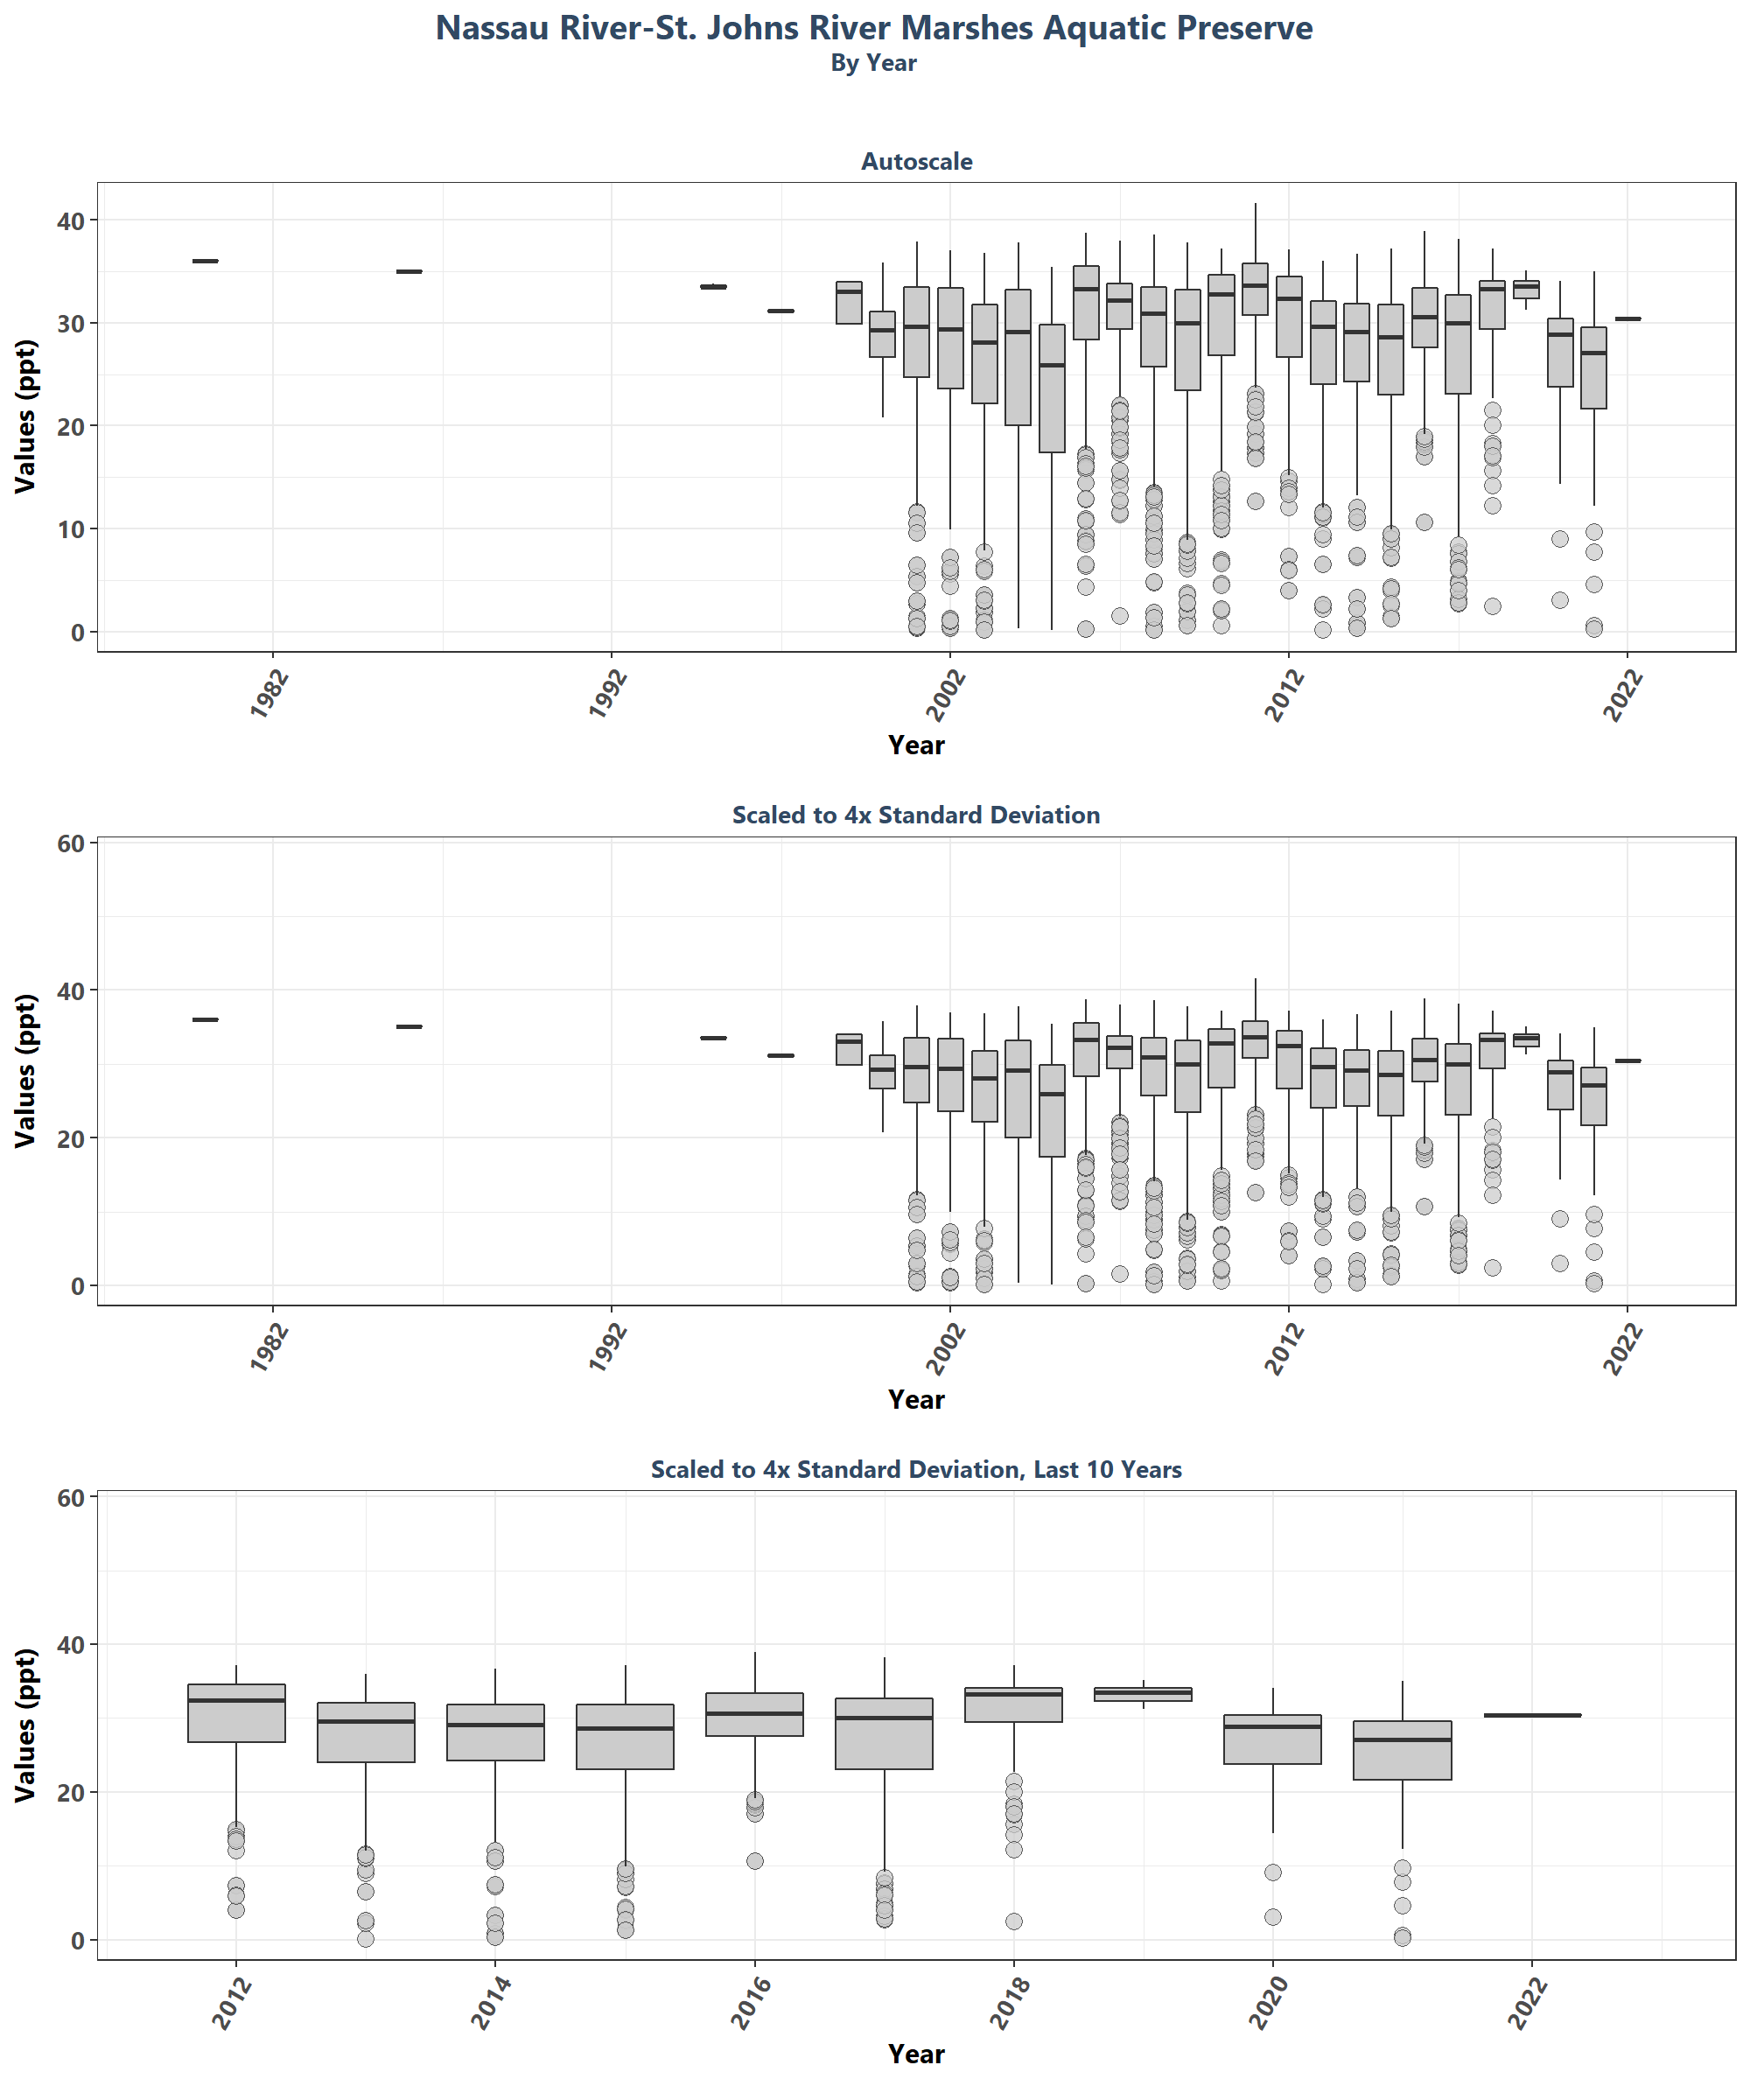 Nassau River-St. Johns River Marshes Aquatic Preserve
By Year
Autoscale
Values (ppt)
40
30
20
10
0
1982
1992
2002
2012
2022
Year
Scaled to 4x Standard Deviation
Values (ppt)
60
40
20
0
1982
1992
2002
2012
2022
Year
Scaled to 4x Standard Deviation, Last 10 Years
Values (ppt)
60
40
20
0
2012
2014
2016
2018
2020
2022
Year